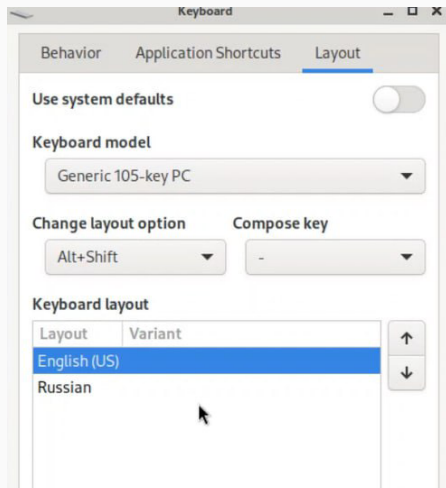 Keyboard
Behavior Application Shortcuts Layout
Use system defaults
Keyboard model
Generic 105-key PC
Change layout option Compose key
Alt+Shift -
Keyboard layout
Layout Variant
English (US)
Russian